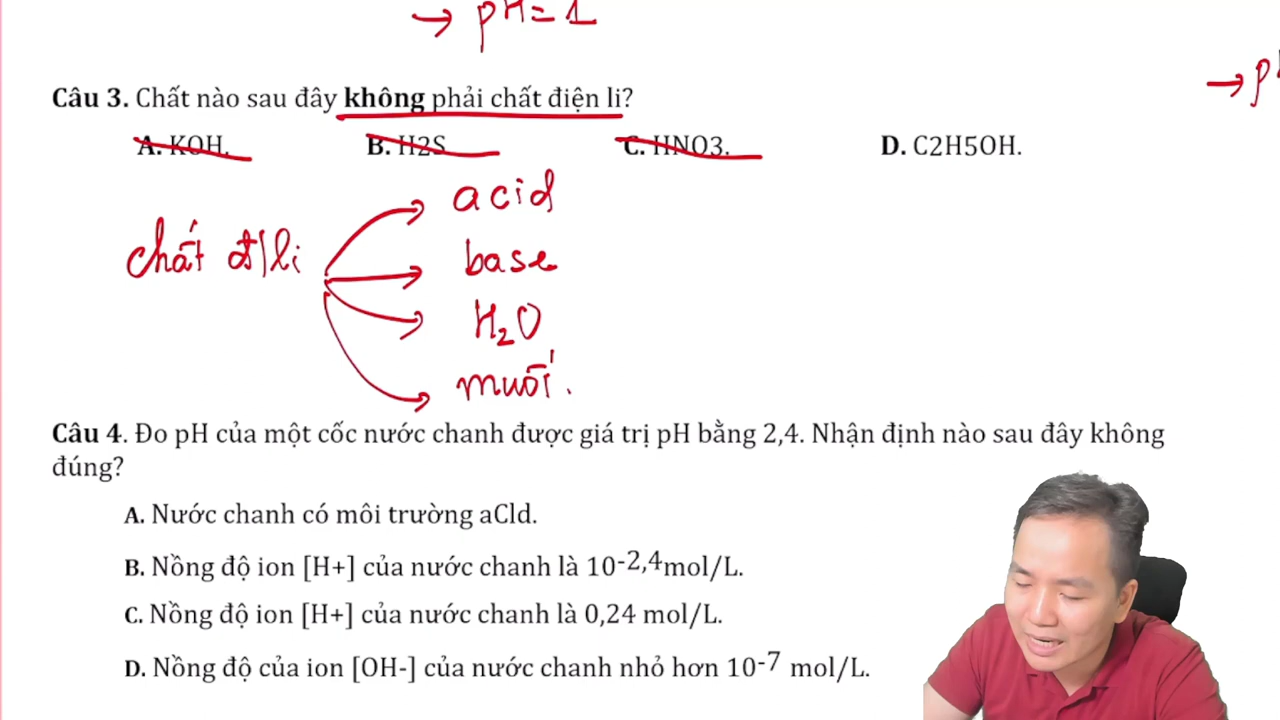 → pH = 1
Câu 3. Chất nào sau đây không phải chất điện li?
→ p
A. KOH. B. H2S C. HNO3. D. C2H5OH.
chất đ/li
acid
base
H₂O
muối.
Câu 4. Đo pH của một cốc nước chanh được giá trị pH bằng 2,4. Nhận định nào sau đây không
đúng?
A. Nước chanh có môi trường aCld.
B. Nồng độ ion [H+] của nước chanh là 10-2,4mol/L.
C. Nồng độ ion [H+] của nước chanh là 0,24 mol/L.
D. Nồng độ của ion [OH-] của nước chanh nhỏ hơn 10-7 mol/L.